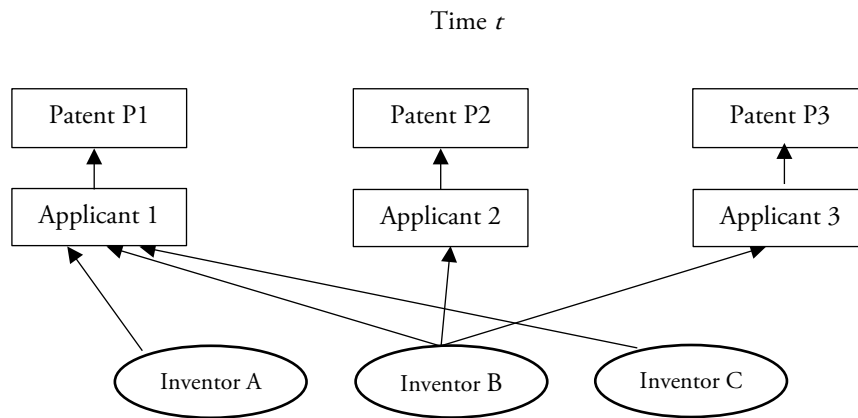 Time t
Patent P1
Patent P2
Patent P3
Applicant 1
Applicant 2
Applicant 3
Inventor A
Inventor B
Inventor C